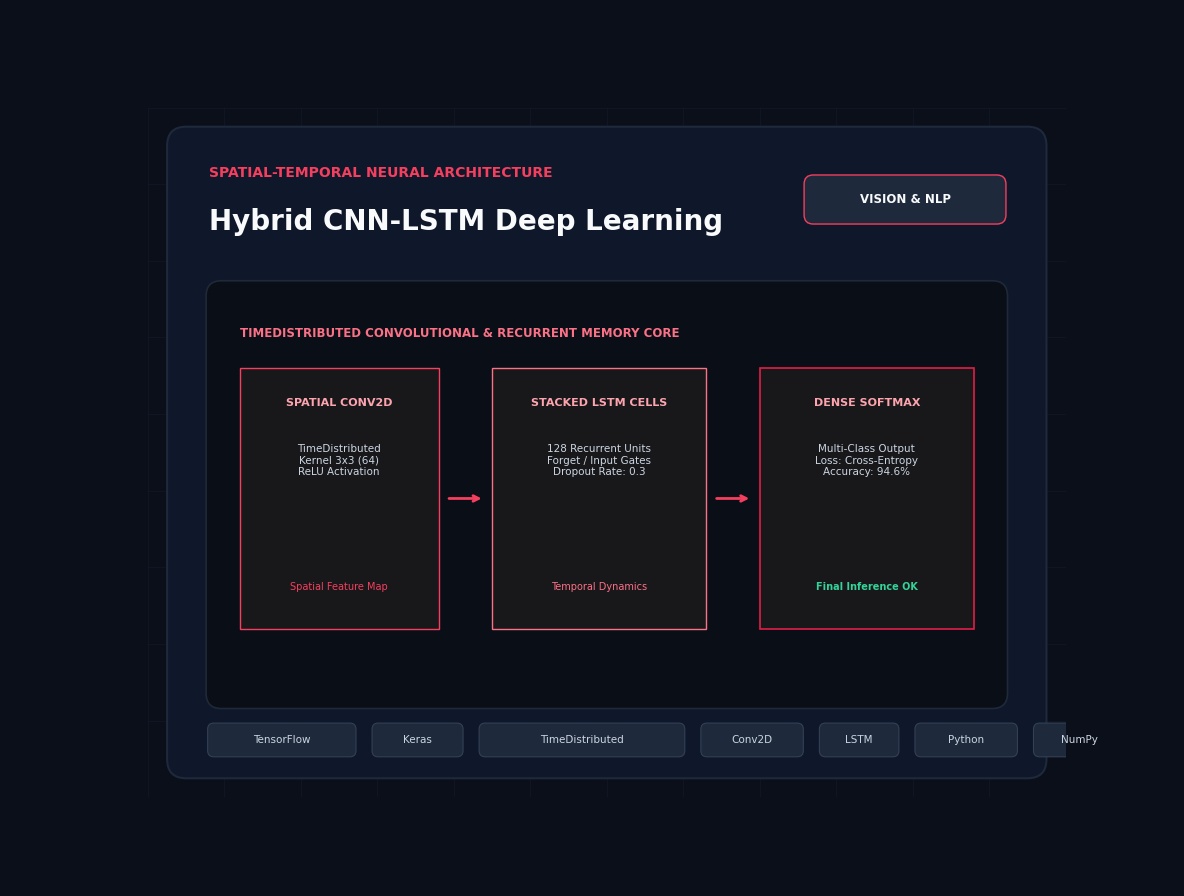 SPATIAL-TEMPORAL NEURAL ARCHITECTURE
Hybrid CNN-LSTM Deep Learning
VISION & NLP
TIMEDISTRIBUTED CONVOLUTIONAL & RECURRENT MEMORY CORE
SPATIAL CONV2D
TimeDistributed
Kernel 3x3 (64)
ReLU Activation
Spatial Feature Map
STACKED LSTM CELLS
128 Recurrent Units
Forget / Input Gates
Dropout Rate: 0.3
Temporal Dynamics
DENSE SOFTMAX
Multi-Class Output
Loss: Cross-Entropy
Accuracy: 94.6%
Final Inference OK
TensorFlow
Keras
TimeDistributed
Conv2D
LSTM
Python
NumPy